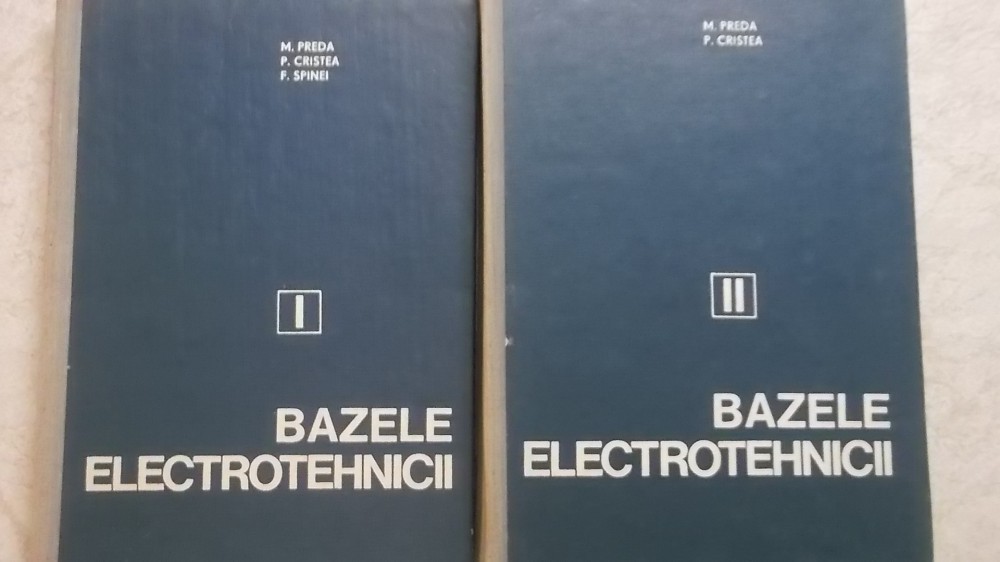 M. PREDA
P. CRISTEA
F. SPINEI
I
BAZELE
ELECTROTEHNICII
M. PREDA
P. CRISTEA
II
BAZELE
ELECTROTEHNICII